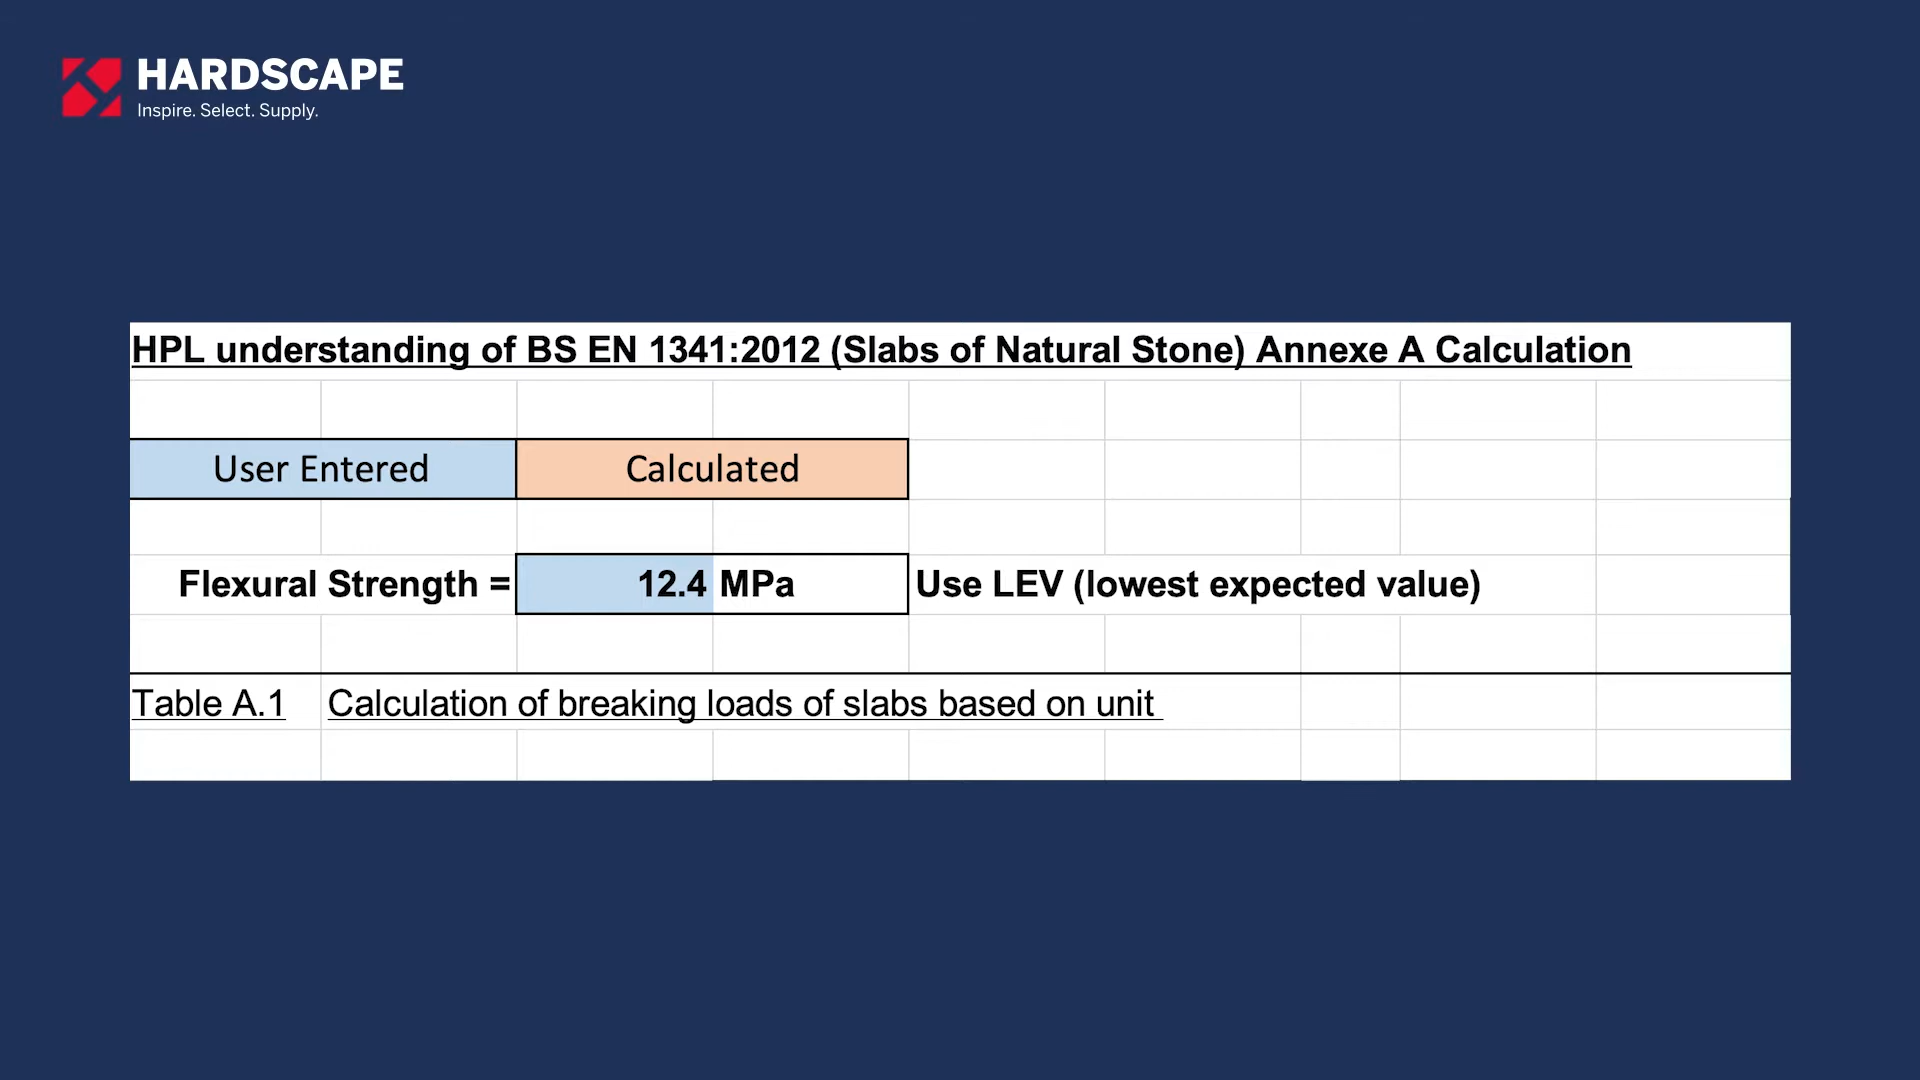 HARDSCAPE
Inspire. Select. Supply.
HPL understanding of BS EN 1341:2012 (Slabs of Natural Stone) Annexe A Calculation
User Entered Calculated
Flexural Strength = 12.4 MPa Use LEV (lowest expected value)
Table A.1 Calculation of breaking loads of slabs based on unit